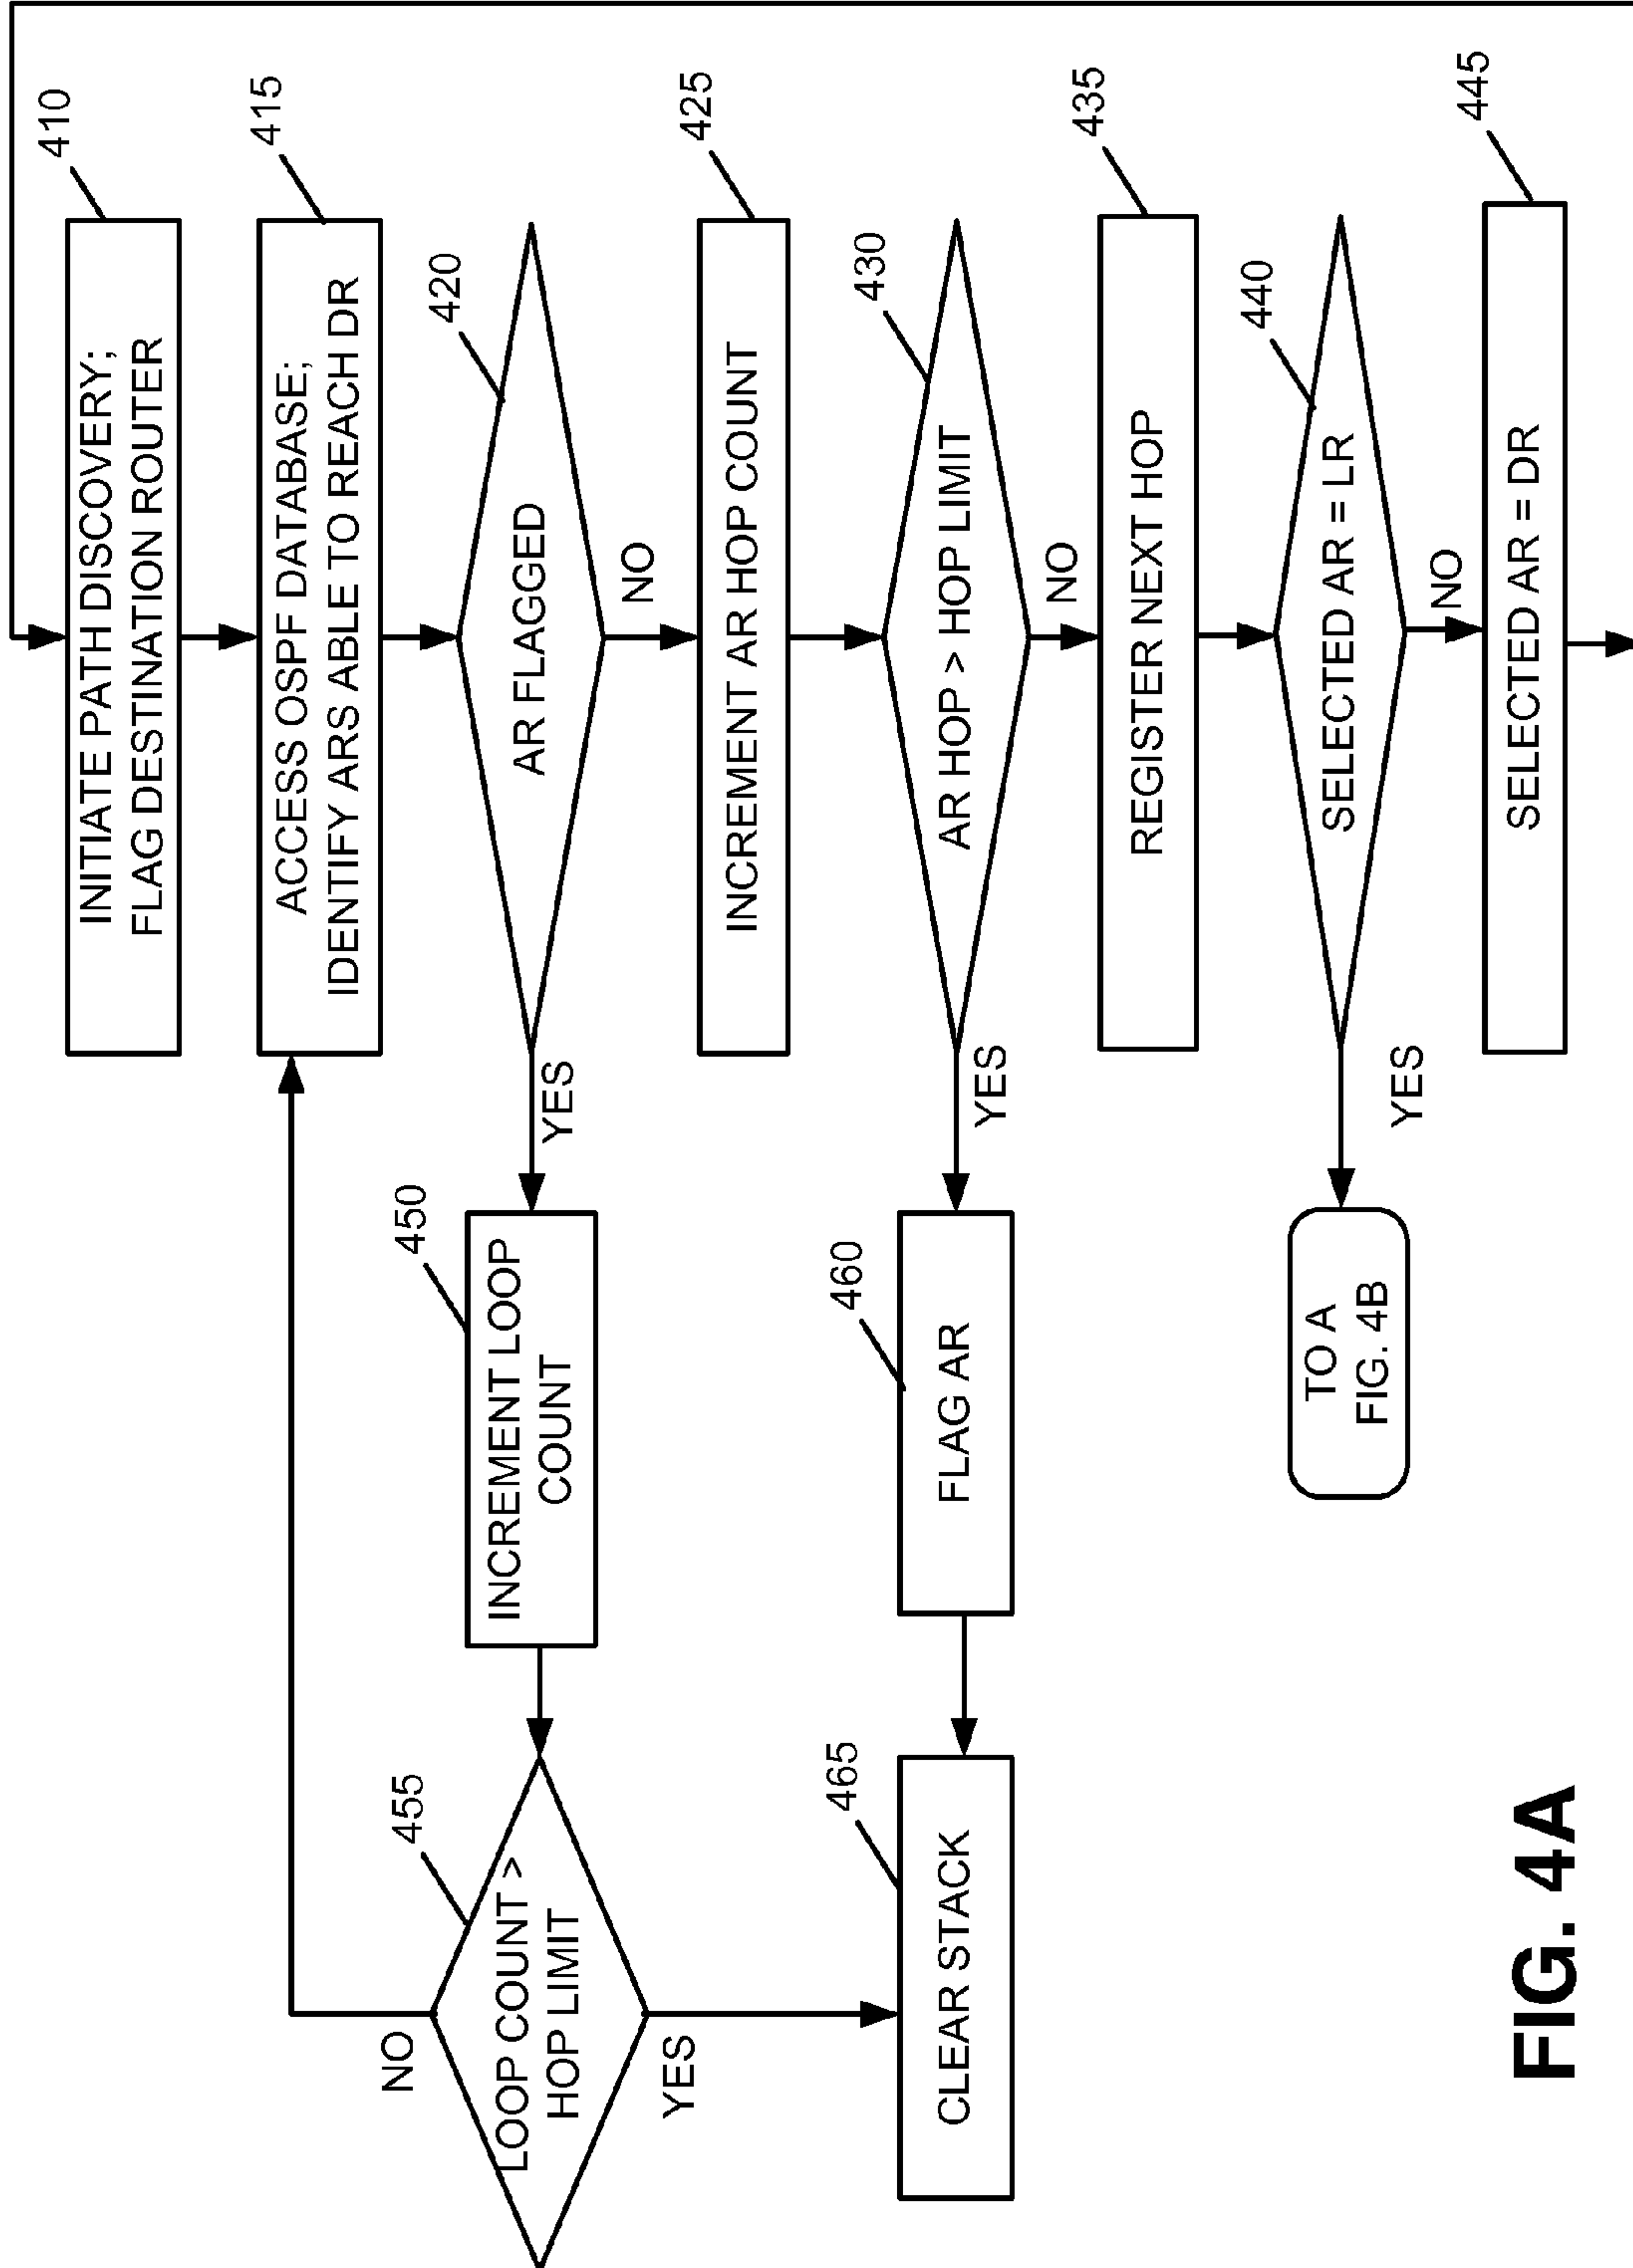 410
INITIATE PATH DISCOVERY;
FLAG DESTINATION ROUTER
415
ACCESS OSPF DATABASE;
IDENTIFY ARS ABLE TO REACH DR
420
AR FLAGGED
YES
NO
425
INCREMENT AR HOP COUNT
430
AR HOP > HOP LIMIT
YES
NO
435
REGISTER NEXT HOP
440
SELECTED AR = LR
YES
NO
445
SELECTED AR = DR
450
INCREMENT LOOP
COUNT
455
LOOP COUNT >
HOP LIMIT
NO
YES
460
FLAG AR
465
CLEAR STACK
TO A
FIG. 4B
FIG. 4A